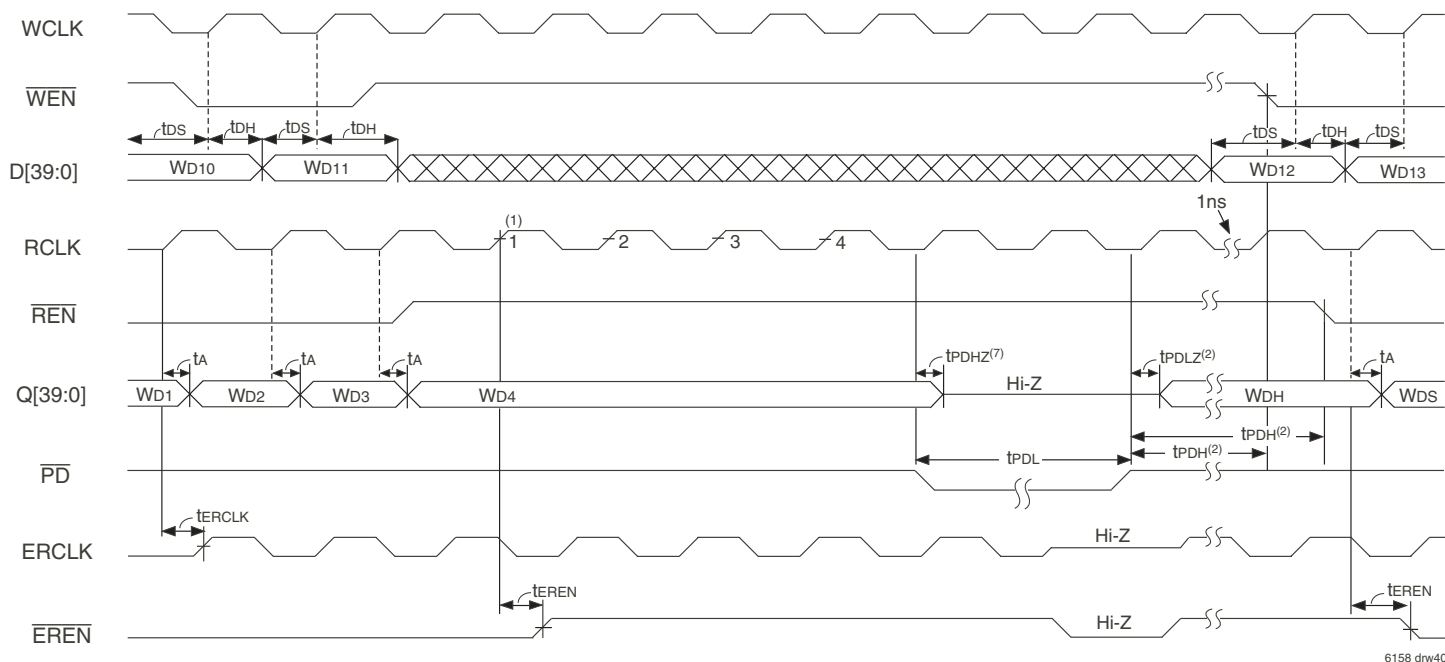 WCLK
WEN
tDS tDH tDS tDH tDS tDH tDS
D[39:0] WD10 WD11 WD12 WD13
1ns
(1)
RCLK 1 2 3 4
REN
tA tA tA tPDHZ(7) tPDLZ(2) tA
Q[39:0] WD1 WD2 WD3 WD4 Hi-Z WDH WDS
tPDH(2)
tPDL tPDH(2)
PD
tERCLK
ERCLK Hi-Z
tEREN tEREN
EREN Hi-Z
6158 drw40